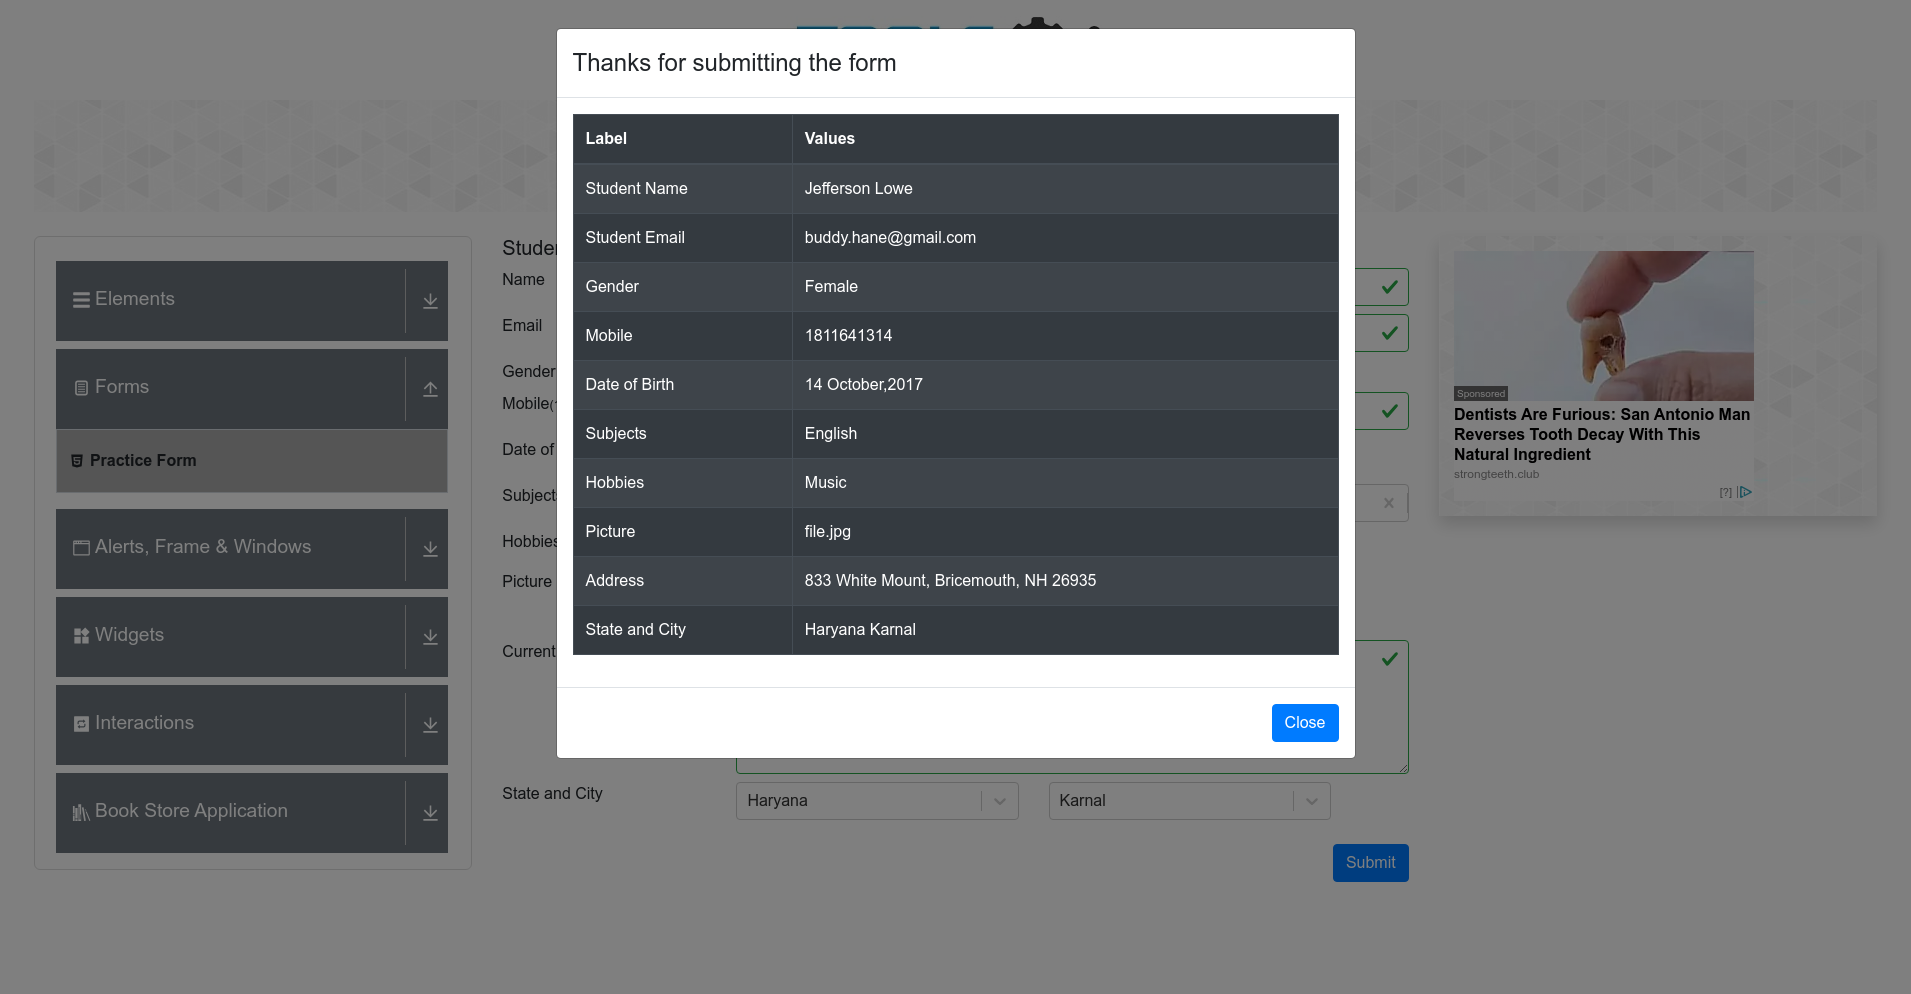 Thanks for submitting the form
Label Values
Student Name Jefferson Lowe
Student Email buddy.hane@gmail.com
Gender Female
Mobile 1811641314
Date of Birth 14 October,2017
Subjects English
Hobbies Music
Picture file.jpg
Address 833 White Mount, Bricemouth, NH 26935
State and City Haryana Karnal
Close
Elements
Forms
Practice Form
Alerts, Frame & Windows
Widgets
Interactions
Book Store Application
Name
Email
Gender
Mobile
Date of
Hobbies
Picture
Current
State and City Haryana Karnal
Submit
Sponsored
Dentists Are Furious: San Antonio Man
Reverses Tooth Decay With This
Natural Ingredient
strongteeth.club
[?]